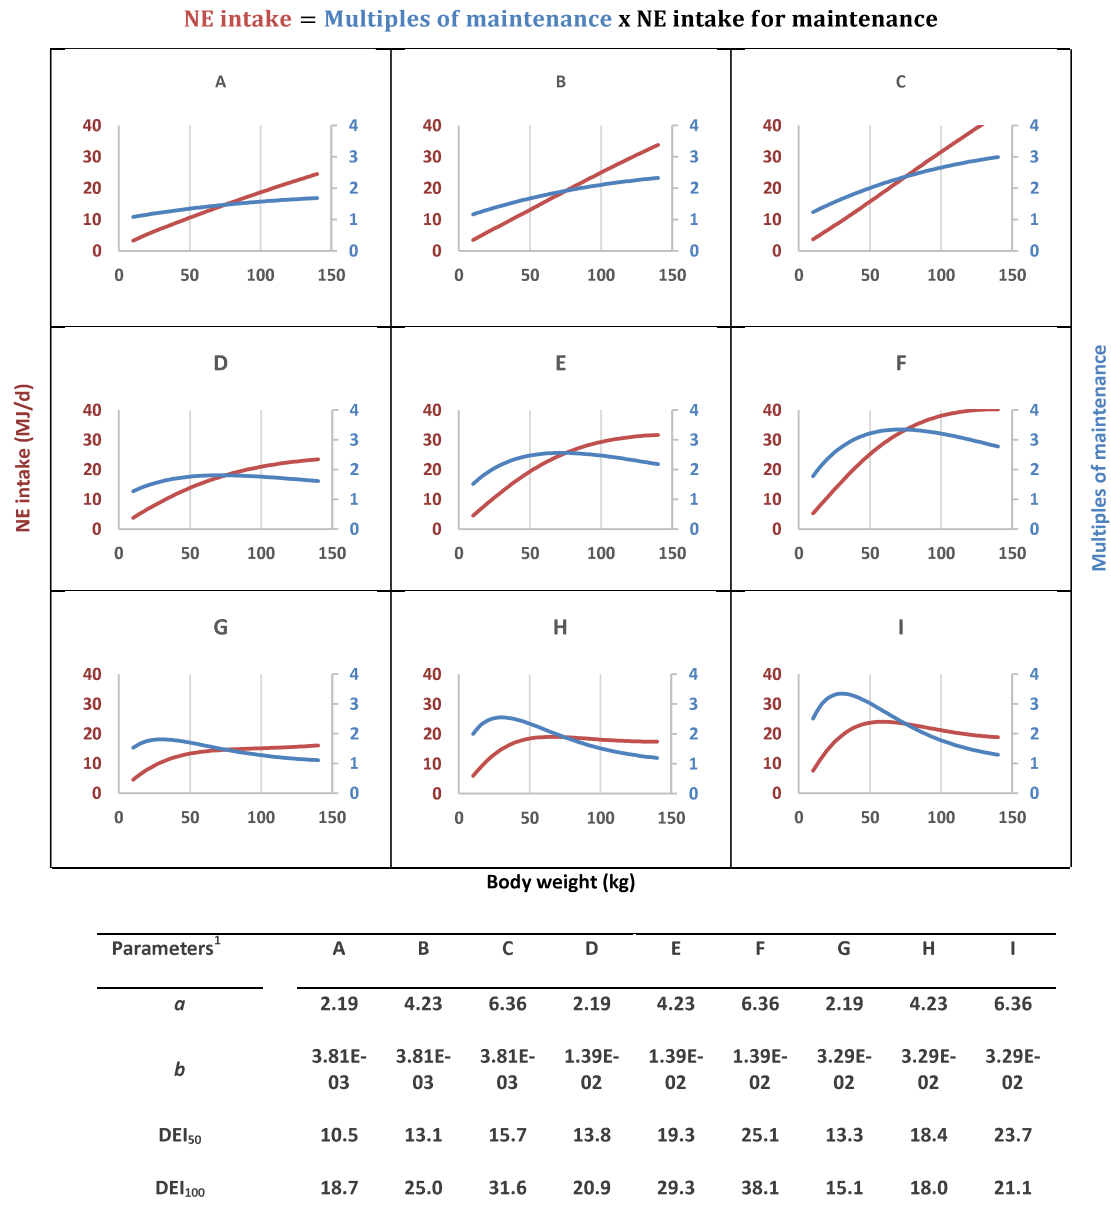 NE intake = Multiples of maintenance x NE intake for maintenance
A B C
40 4 40 4 40 4
30 3 30 3 30 3
20 2 20 2 20 2
10 1 10 1 10 1
0 0 0 0 0 0
0 50 100 150 0 50 100 150 0 50 100 150
D E F
40 4 40 4 40 4
30 3 30 3 30 3
20 2 20 2 20 2
10 1 10 1 10 1
0 0 0 0 0 0
0 50 100 150 0 50 100 150 0 50 100 150
G H I
40 4 40 4 40 4
30 3 30 3 30 3
20 2 20 2 20 2
10 1 10 1 10 1
0 0 0 0 0 0
0 50 100 150 0 50 100 150 0 50 100 150
NE intake (MJ/d)
Multiples of maintenance
Body weight (kg)
Parameters1 A B C D E F G H I
a 2.19 4.23 6.36 2.19 4.23 6.36 2.19 4.23 6.36
b 3.81E- 3.81E- 3.81E- 1.39E- 1.39E- 1.39E- 3.29E- 3.29E- 3.29E-
03 03 03 02 02 02 02 02 02
DEI50 10.5 13.1 15.7 13.8 19.3 25.1 13.3 18.4 23.7
DEI100 18.7 25.0 31.6 20.9 29.3 38.1 15.1 18.0 21.1